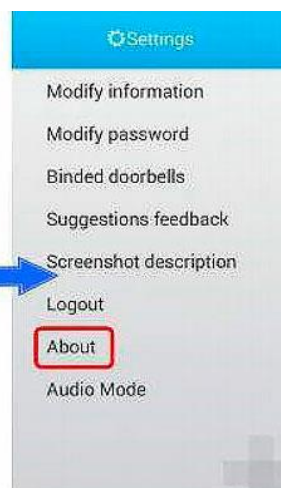 Settings
Modify information
Modify password
Binded doorbells
Suggestions feedback
Screenshot description
Logout
About
Audio Mode